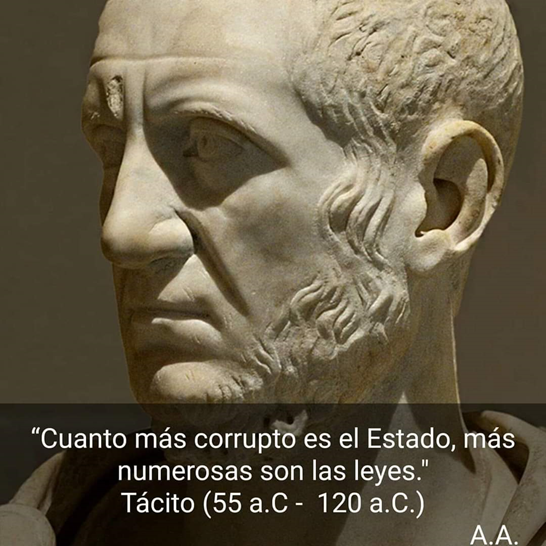 “Cuanto más corrupto es el Estado, más
numerosas son las leyes."
Tácito (55 a.C -  120 a.C.)
A.A.